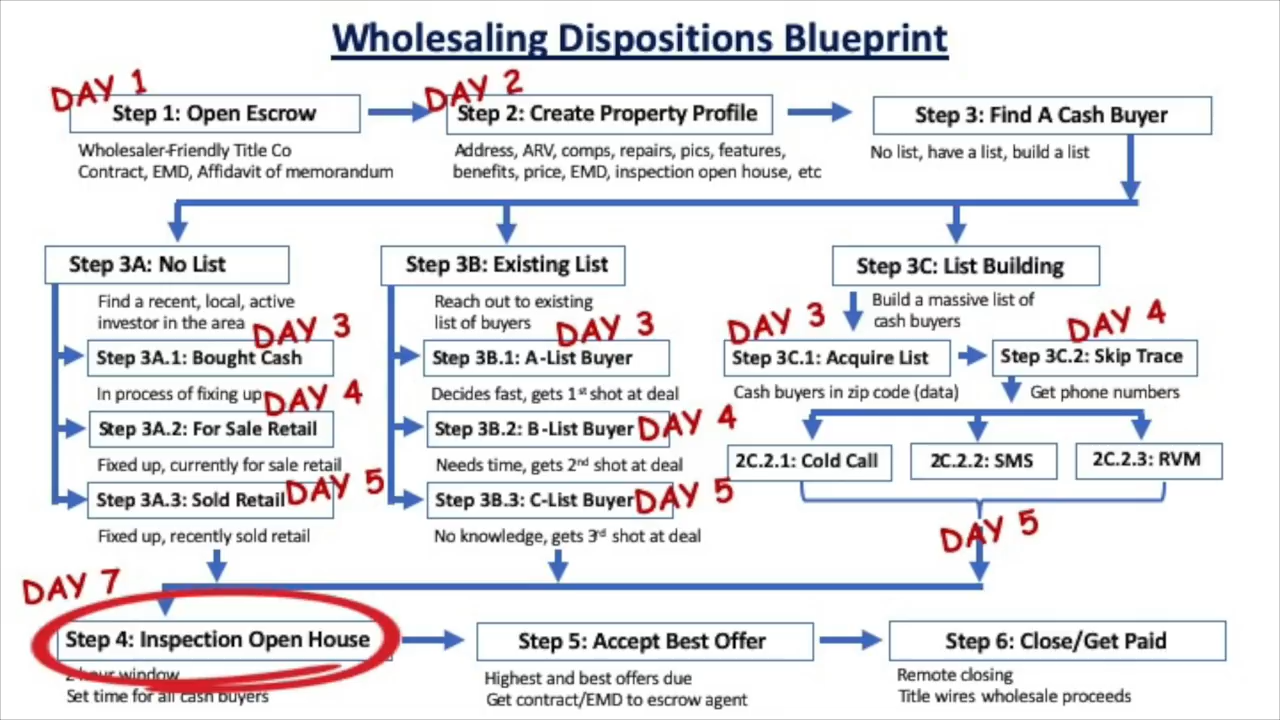 Wholesaling Dispositions Blueprint
DAY 1
Step 1: Open Escrow
Wholesaler-Friendly Title Co
Contract, EMD, Affidavit of memorandum
DAY 2
Step 2: Create Property Profile
Address, ARV, comps, repairs, pics, features,
benefits, price, EMD, inspection open house, etc
Step 3: Find A Cash Buyer
No list, have a list, build a list
Step 3A: No List
Find a recent, local, active
investor in the area
DAY 3
Step 3A.1: Bought Cash
In process of fixing up
DAY 4
Step 3A.2: For Sale Retail
Fixed up, currently for sale retail
Step 3A.3: Sold Retail
DAY 5
Fixed up, recently sold retail
Step 3B: Existing List
Reach out to existing
list of buyers
DAY 3
Step 3B.1: A-List Buyer
Decides fast, gets 1st shot at deal
Step 3B.2: B-List Buyer
DAY 4
Needs time, gets 2nd shot at deal
Step 3B.3: C-List Buyer
DAY 5
No knowledge, gets 3rd shot at deal
Step 3C: List Building
Build a massive list of
cash buyers
DAY 3
Step 3C.1: Acquire List
Cash buyers in zip code (data)
DAY 4
Step 3C.2: Skip Trace
Get phone numbers
2C.2.1: Cold Call
2C.2.2: SMS
2C.2.3: RVM
DAY 5
DAY 7
Step 4: Inspection Open House
2 hour window
Set time for all cash buyers
Step 5: Accept Best Offer
Highest and best offers due
Get contract/EMD to escrow agent
Step 6: Close/Get Paid
Remote closing
Title wires wholesale proceeds